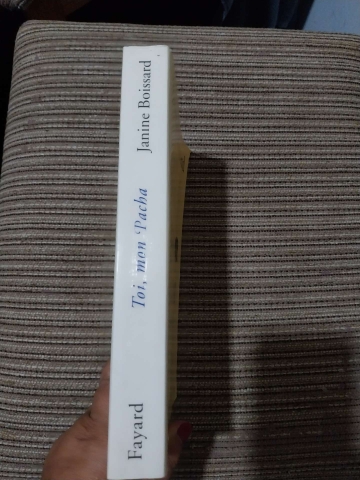 Janine Boissard
Toi, mon Pacha
Fayard